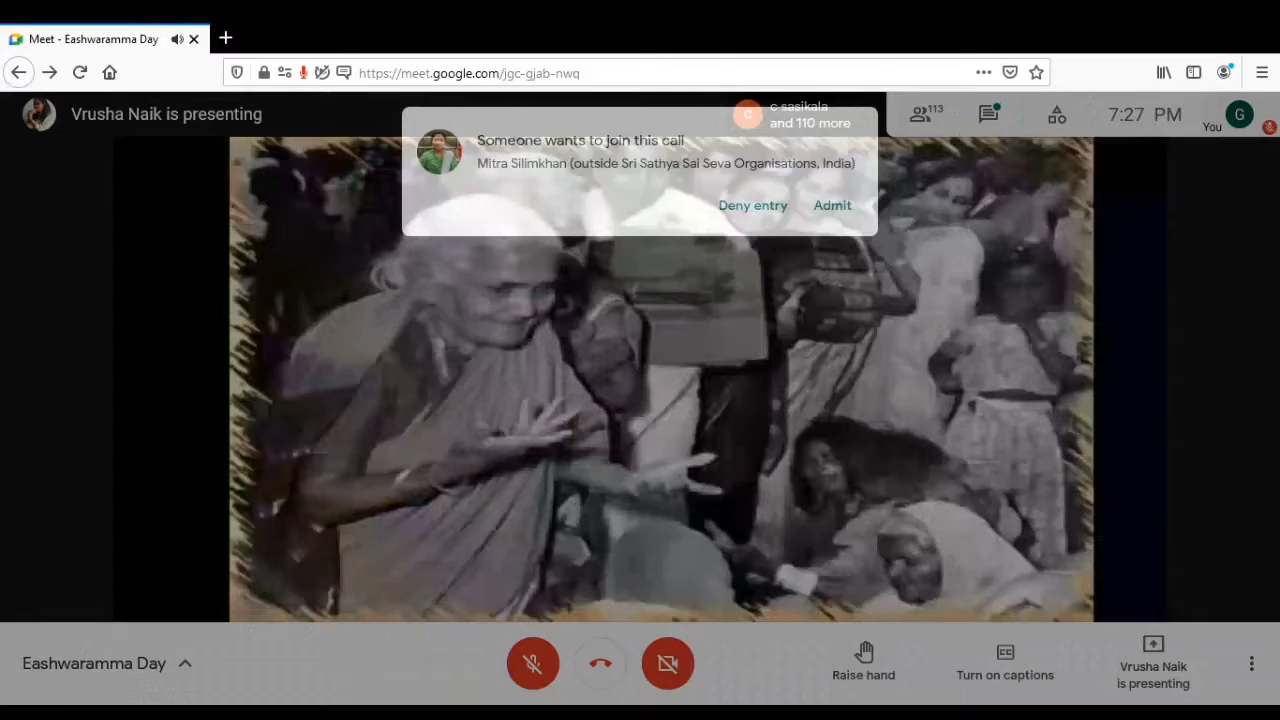 Meet - Eashwaramma Day
https://meet.google.com/jgc-gjab-nwq
Vrusha Naik is presenting
c sasikala
and 110 more
113
7:27 PM
You
G
C
Someone wants to join this call
Mitra Silimkhan (outside Sri Sathya Sai Seva Organisations, India)
Deny entry
Admit
Eashwaramma Day
Raise hand
CC
Turn on captions
Vrusha Naik
is presenting